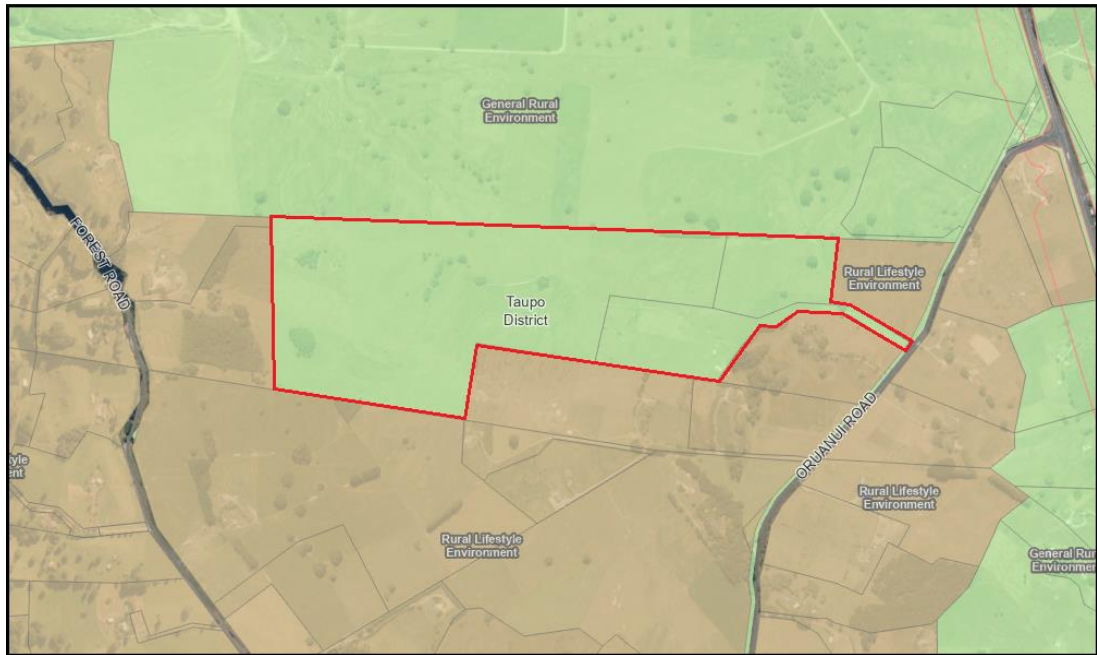 General Rural
Environment
FOREST ROAD
Rural Lifestyle
Environment
Taupo
District
ORUANUI ROAD
Rural Lifestyle
Environment
Rural Lifestyle
Environment
General Rur
Environmen